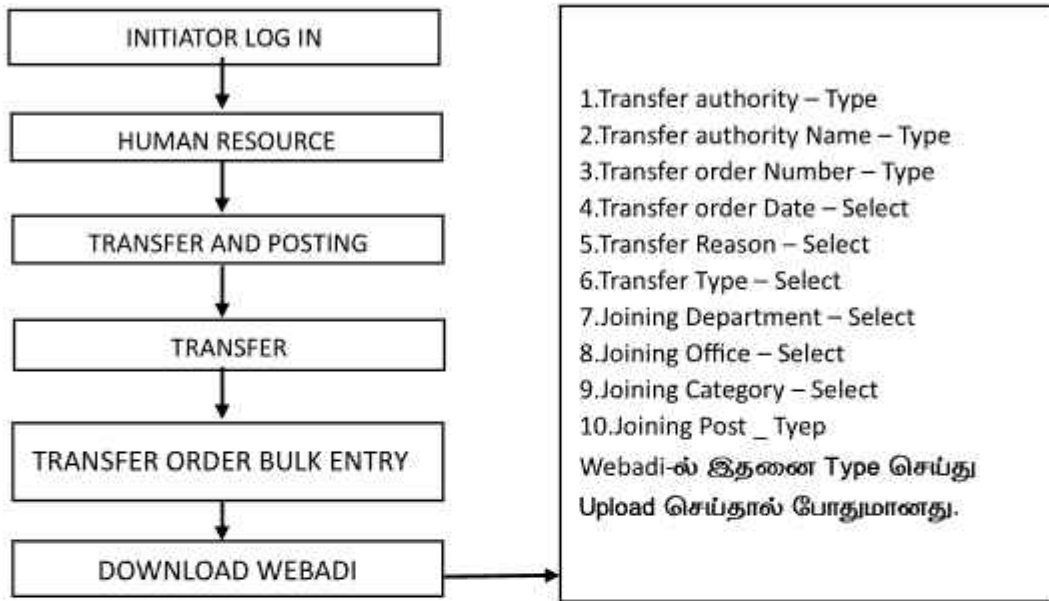 INITIATOR LOG IN
HUMAN RESOURCE
TRANSFER AND POSTING
TRANSFER
TRANSFER ORDER BULK ENTRY
DOWNLOAD WEBADI
1.Transfer authority – Type
2.Transfer authority Name – Type
3.Transfer order Number – Type
4.Transfer order Date – Select
5.Transfer Reason – Select
6.Transfer Type – Select
7.Joining Department – Select
8.Joining Office – Select
9.Joining Category – Select
10.Joining Post _ Tyep
Webadi-ல் இதனை Type செய்து
Upload செய்தால் போதுமானது.